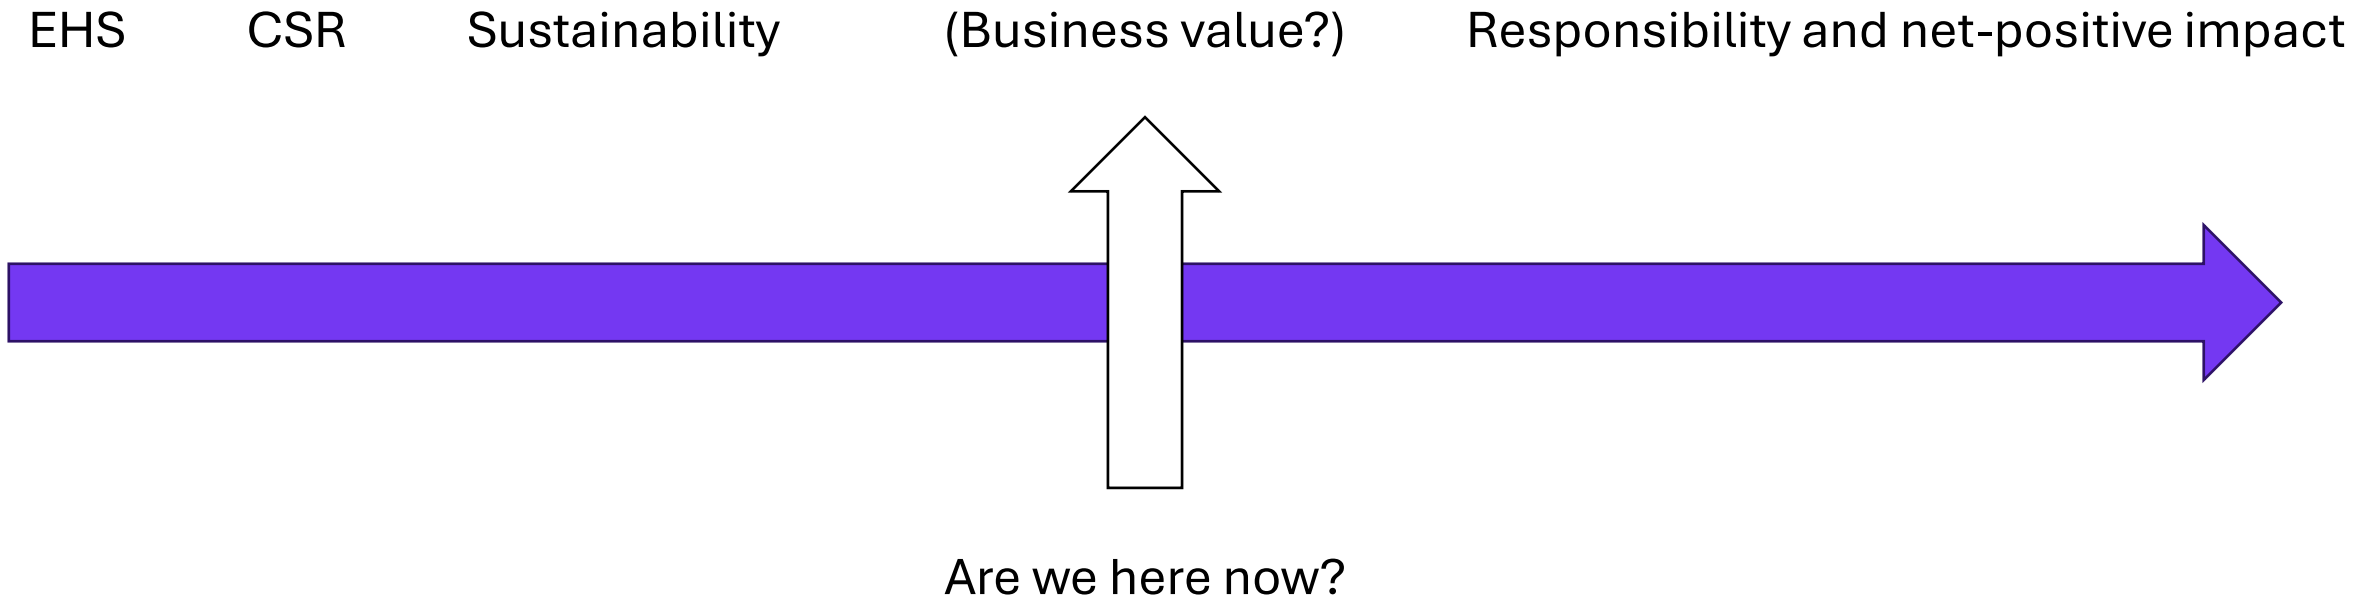 EHS CSR Sustainability (Business value?) Responsibility and net-positive impact
Are we here now?